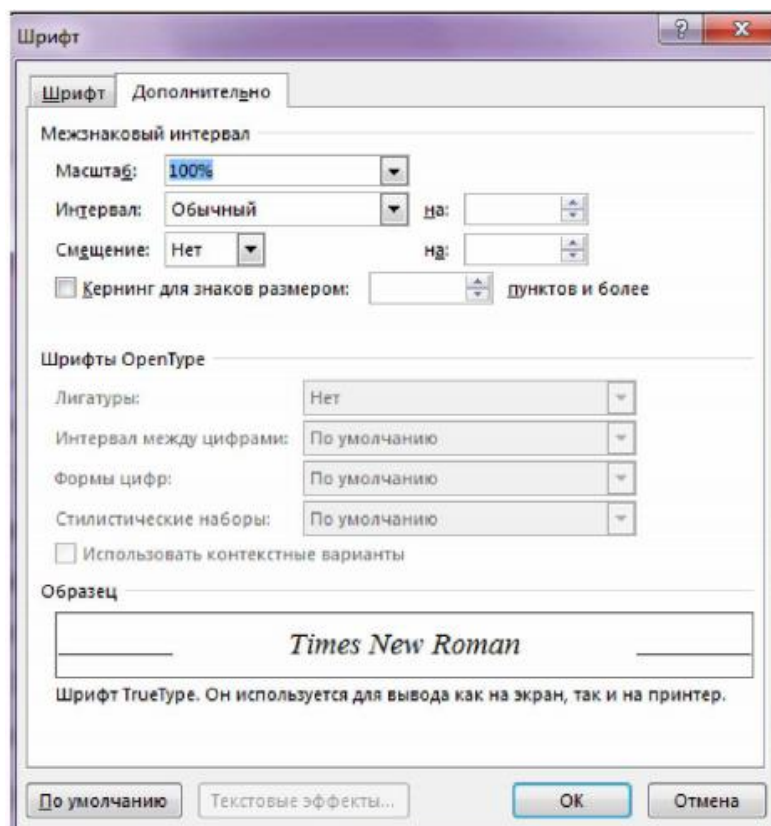 Шрифт
Шрифт Дополнительно
Межзнаковый интервал
Масштаб: 100%
Интервал: Обычный на:
Смещение: Нет на:
Кернинг для знаков размером: пунктов и более
Шрифты OpenType
Лигатуры: Нет
Интервал между цифрами: По умолчанию
Формы цифр: По умолчанию
Стилистические наборы: По умолчанию
Использовать контекстные варианты
Образец
Times New Roman
Шрифт TrueType. Он используется для вывода как на экран, так и на принтер.
По умолчанию Текстовые эффекты... ОК Отмена